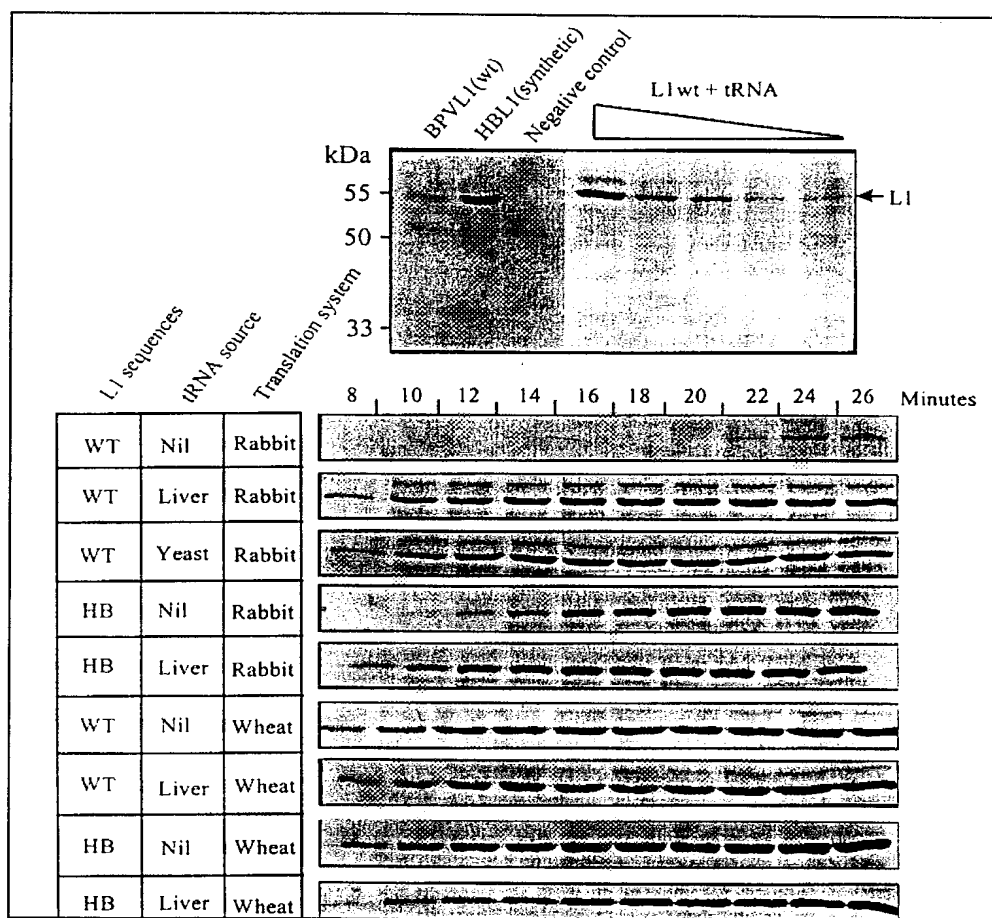 BPVL1(wt)
HBL1(synthetic)
Negative control
L1wt + tRNA
kDa
55
50
33
L1
L1 sequences
tRNA source
Translation system
8 10 12 14 16 18 20 22 24 26 Minutes
WT Nil Rabbit
WT Liver Rabbit
WT Yeast Rabbit
HB Nil Rabbit
HB Liver Rabbit
WT Nil Wheat
WT Liver Wheat
HB Nil Wheat
HB Liver Wheat